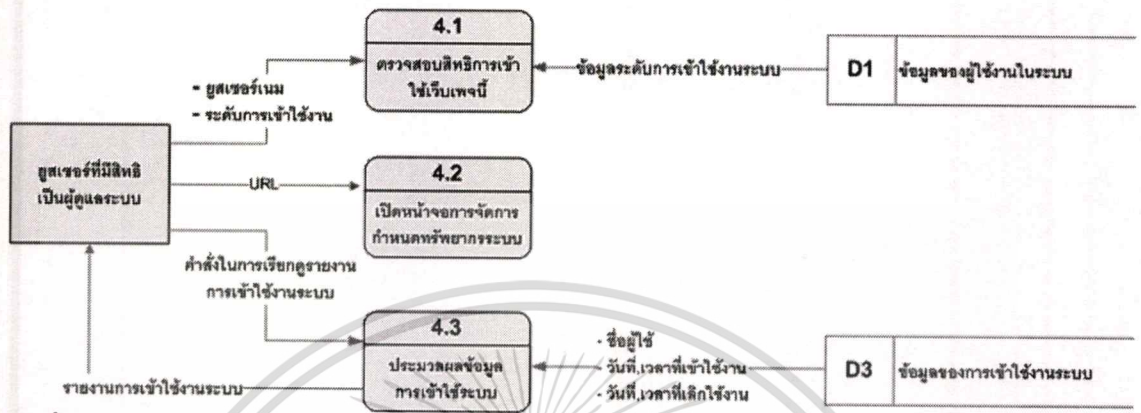 4.1
ตรวจสอบสิทธิการเข้า
ใช้เว็บเพจนี้
ข้อมูลระดับการเข้าใช้งานระบบ
D1
ข้อมูลของผู้ใช้งานในระบบ
- ยูสเซอร์เนม
- ระดับการเข้าใช้งาน
ยูสเซอร์ที่มีสิทธิ
เป็นผู้ดูแลระบบ
URL
4.2
เปิดหน้าจอการจัดการ
กำหนดทรัพยากรระบบ
คำสั่งในการเรียกดูรายงาน
การเข้าใช้งานระบบ
4.3
ประมวลผลข้อมูล
การเข้าใช้ระบบ
- ชื่อผู้ใช้
- วันที่,เวลาที่เข้าใช้งาน
- วันที่,เวลาที่เลิกใช้งาน
D3
ข้อมูลของการเข้าใช้งานระบบ
รายงานการเข้าใช้งานระบบ